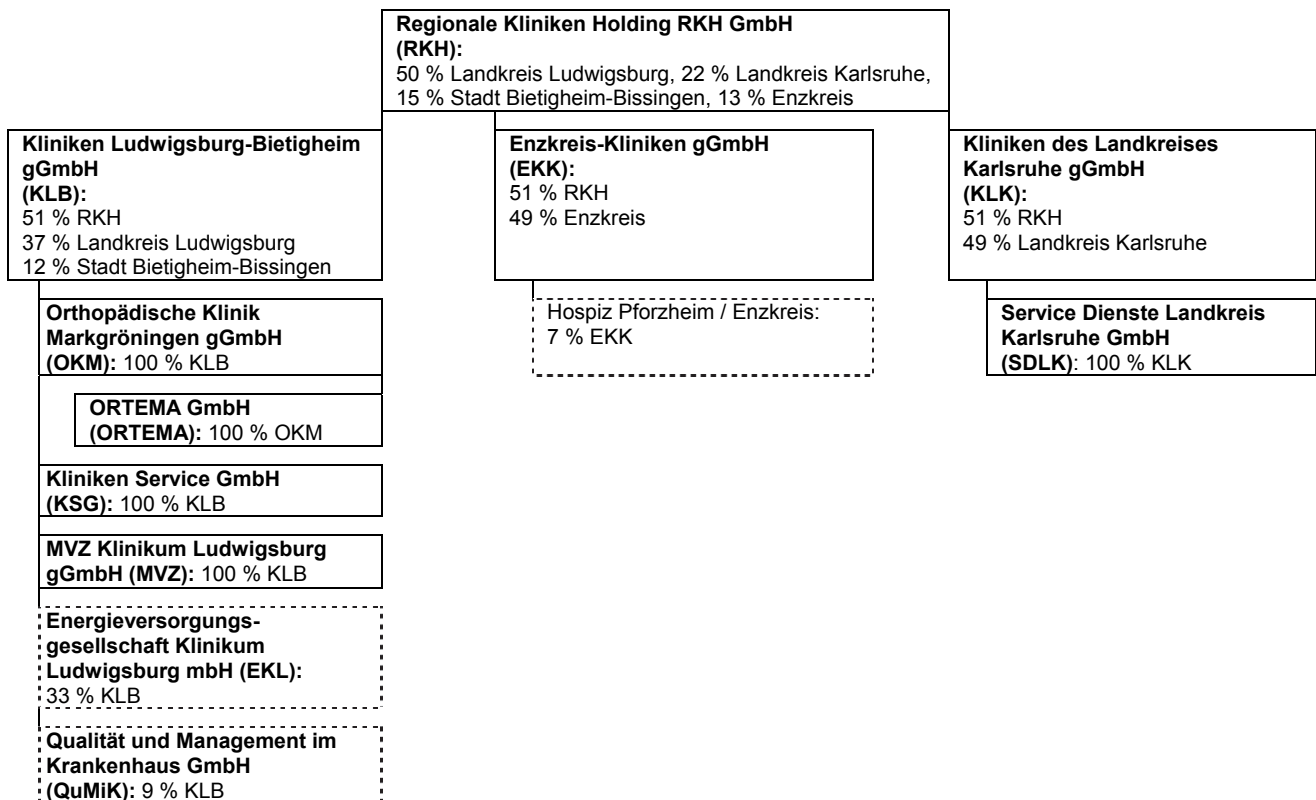 Regionale Kliniken Holding RKH GmbH
(RKH):
50 % Landkreis Ludwigsburg, 22 % Landkreis Karlsruhe,
15 % Stadt Bietigheim-Bissingen, 13 % Enzkreis
Kliniken Ludwigsburg-Bietigheim
gGmbH
(KLB):
51 % RKH
37 % Landkreis Ludwigsburg
12 % Stadt Bietigheim-Bissingen
Enzkreis-Kliniken gGmbH
(EKK):
51 % RKH
49 % Enzkreis
Kliniken des Landkreises
Karlsruhe gGmbH
(KLK):
51 % RKH
49 % Landkreis Karlsruhe
Orthopädische Klinik
Markgröningen gGmbH
(OKM): 100 % KLB
Hospiz Pforzheim / Enzkreis:
7 % EKK
Service Dienste Landkreis
Karlsruhe GmbH
(SDLK): 100 % KLK
ORTEMA GmbH
(ORTEMA): 100 % OKM
Kliniken Service GmbH
(KSG): 100 % KLB
MVZ Klinikum Ludwigsburg
gGmbH (MVZ): 100 % KLB
Energieversorgungs-
gesellschaft Klinikum
Ludwigsburg mbH (EKL):
33 % KLB
Qualität und Management im
Krankenhaus GmbH
(QuMiK): 9 % KLB